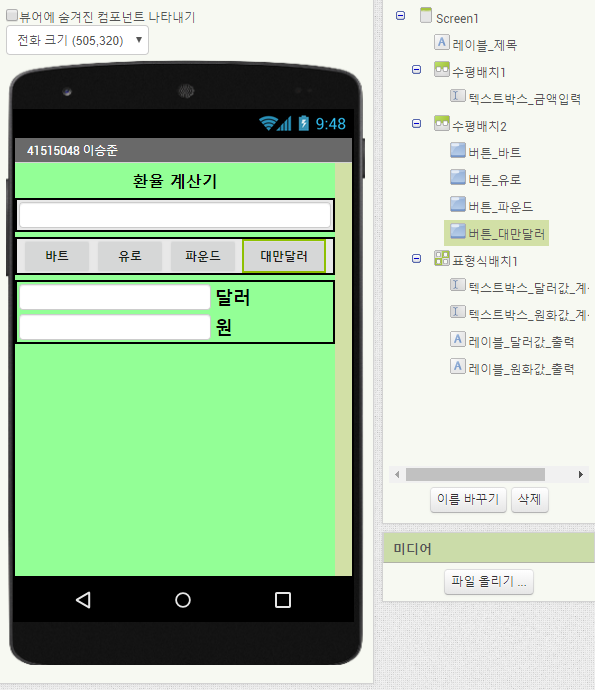 뷰어에 숨겨진 컴포넌트 나타내기
전화 크기 (505,320)
9:48
41515048 이승준
환율 계산기
바트 유로 파운드 대만달러
달러
원
Screen1
레이블_제목
수평배치1
텍스트박스_금액입력
수평배치2
버튼_바트
버튼_유로
버튼_파운드
버튼_대만달러
표형식배치1
텍스트박스_달러값_계
텍스트박스_원화값_계
레이블_달러값_출력
레이블_원화값_출력
이름 바꾸기 삭제
미디어
파일 올리기 ...